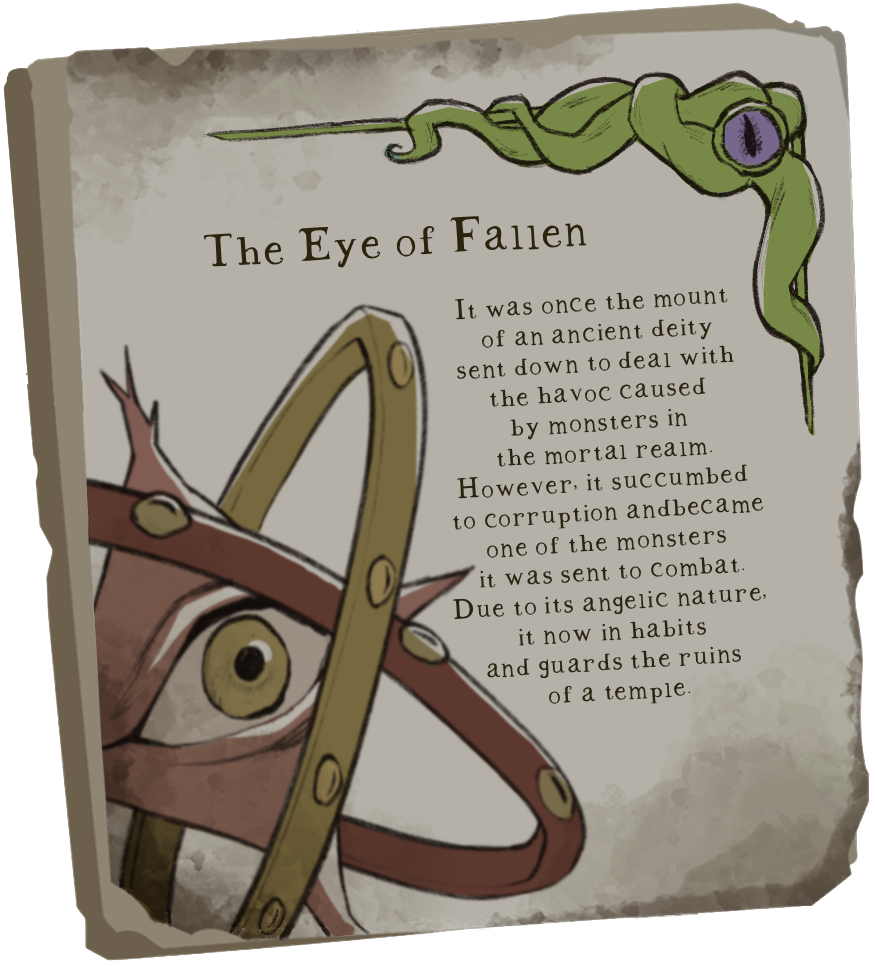 The Eye of Fallen
It was once the mount
of an ancient deity
sent down to deal with
the havoc caused
by monsters in
the mortal realm.
However, it succumbed
to corruption andbecame
one of the monsters
it was sent to combat.
Due to its angelic nature,
it now in habits
and guards the ruins
of a temple.